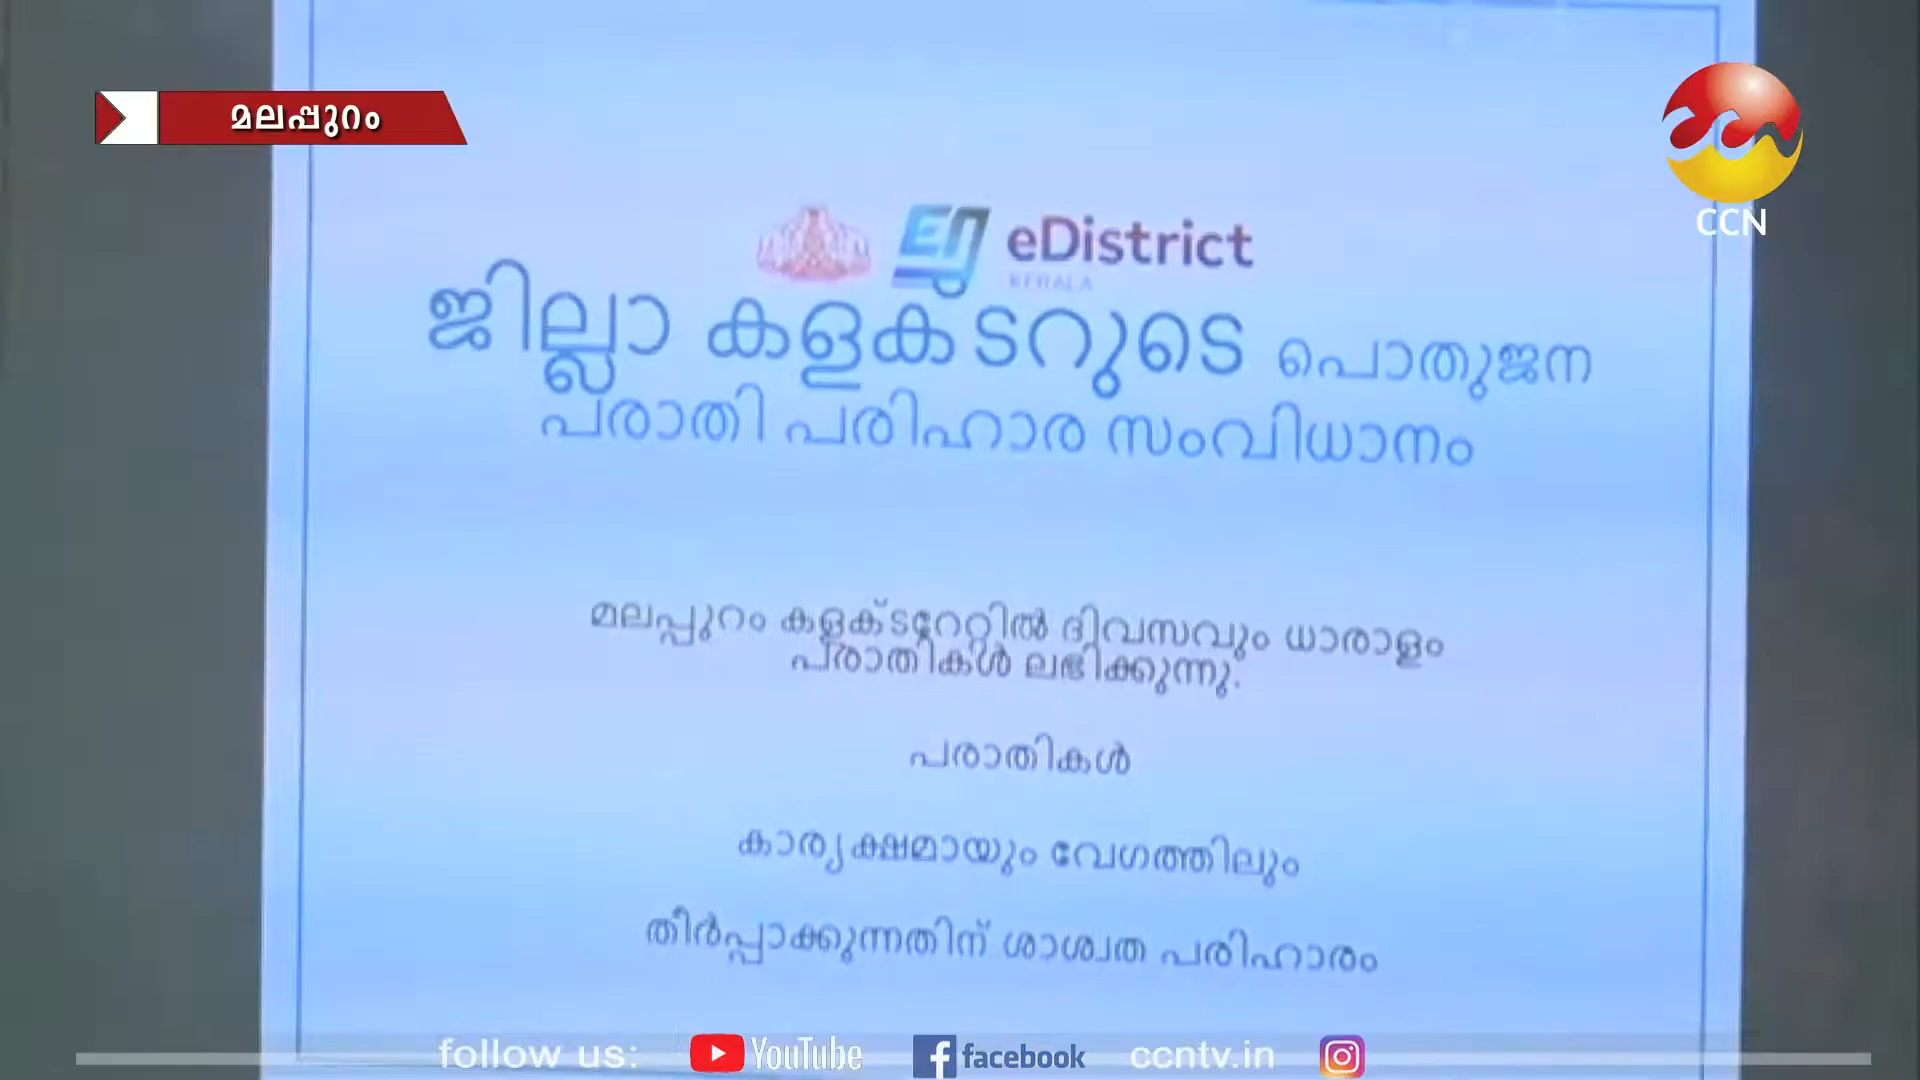 മലപ്പുറം
CCN
eDistrict
KERALA
ജില്ലാ കളക്ടറുടെ പൊതുജന
പരാതി പരിഹാര സംവിധാനം
മലപ്പുറം കളക്ടറേറ്റിൽ ദിവസവും ധാരാളം
പരാതികൾ ലഭിക്കുന്നു.
പരാതികൾ
കാര്യക്ഷമായും വേഗത്തിലും
തീർപ്പാക്കുന്നതിന് ശാശ്വത പരിഹാരം
follow us: YouTube facebook ccntv.in